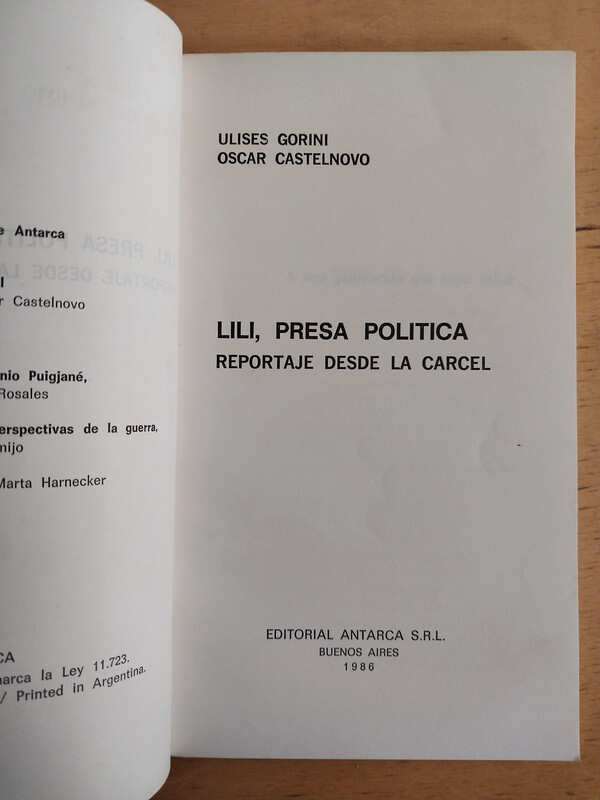 e Antarca
l
r Castelnovo
nio Puigjané,
Rosales
erspectivas de la guerra,
mijo
Marta Harnecker
CA
marca la Ley 11.723.
/ Printed in Argentina.
ULISES GORINI
OSCAR CASTELNOVO
LILI, PRESA POLITICA
REPORTAJE DESDE LA CARCEL
EDITORIAL ANTARCA S.R.L.
BUENOS AIRES
1986